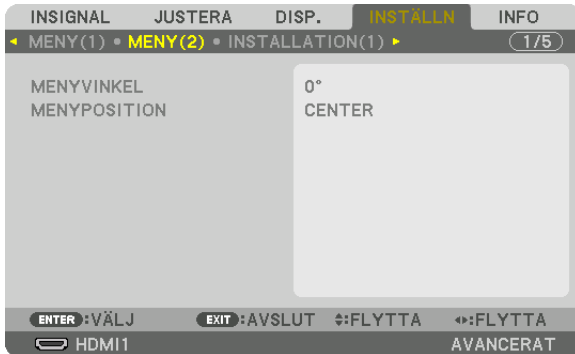 INSIGNAL JUSTERA DISP. INSTÄLLN INFO
MENY(1) • MENY(2) • INSTALLATION(1) 1/5
MENYVINKEL 0°
MENYPOSITION CENTER
ENTER :VÄLJ EXIT :AVSLUT :FLYTTA :FLYTTA
HDMI1 AVANCERAT